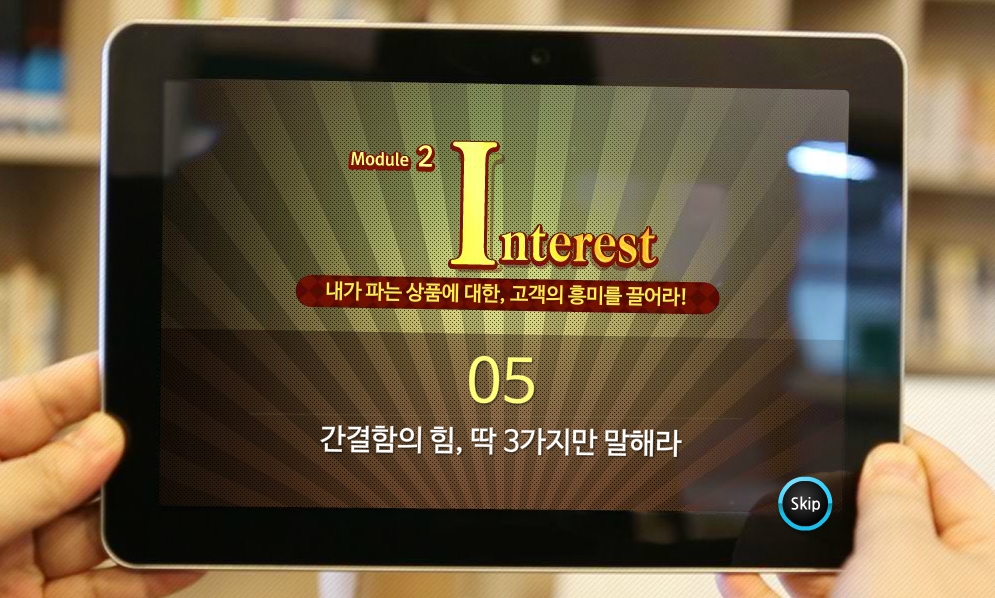 Module 2
Interest
내가 파는 상품에 대한, 고객의 흥미를 끌어라!
05
간결함의 힘, 딱 3가지만 말해라
Skip